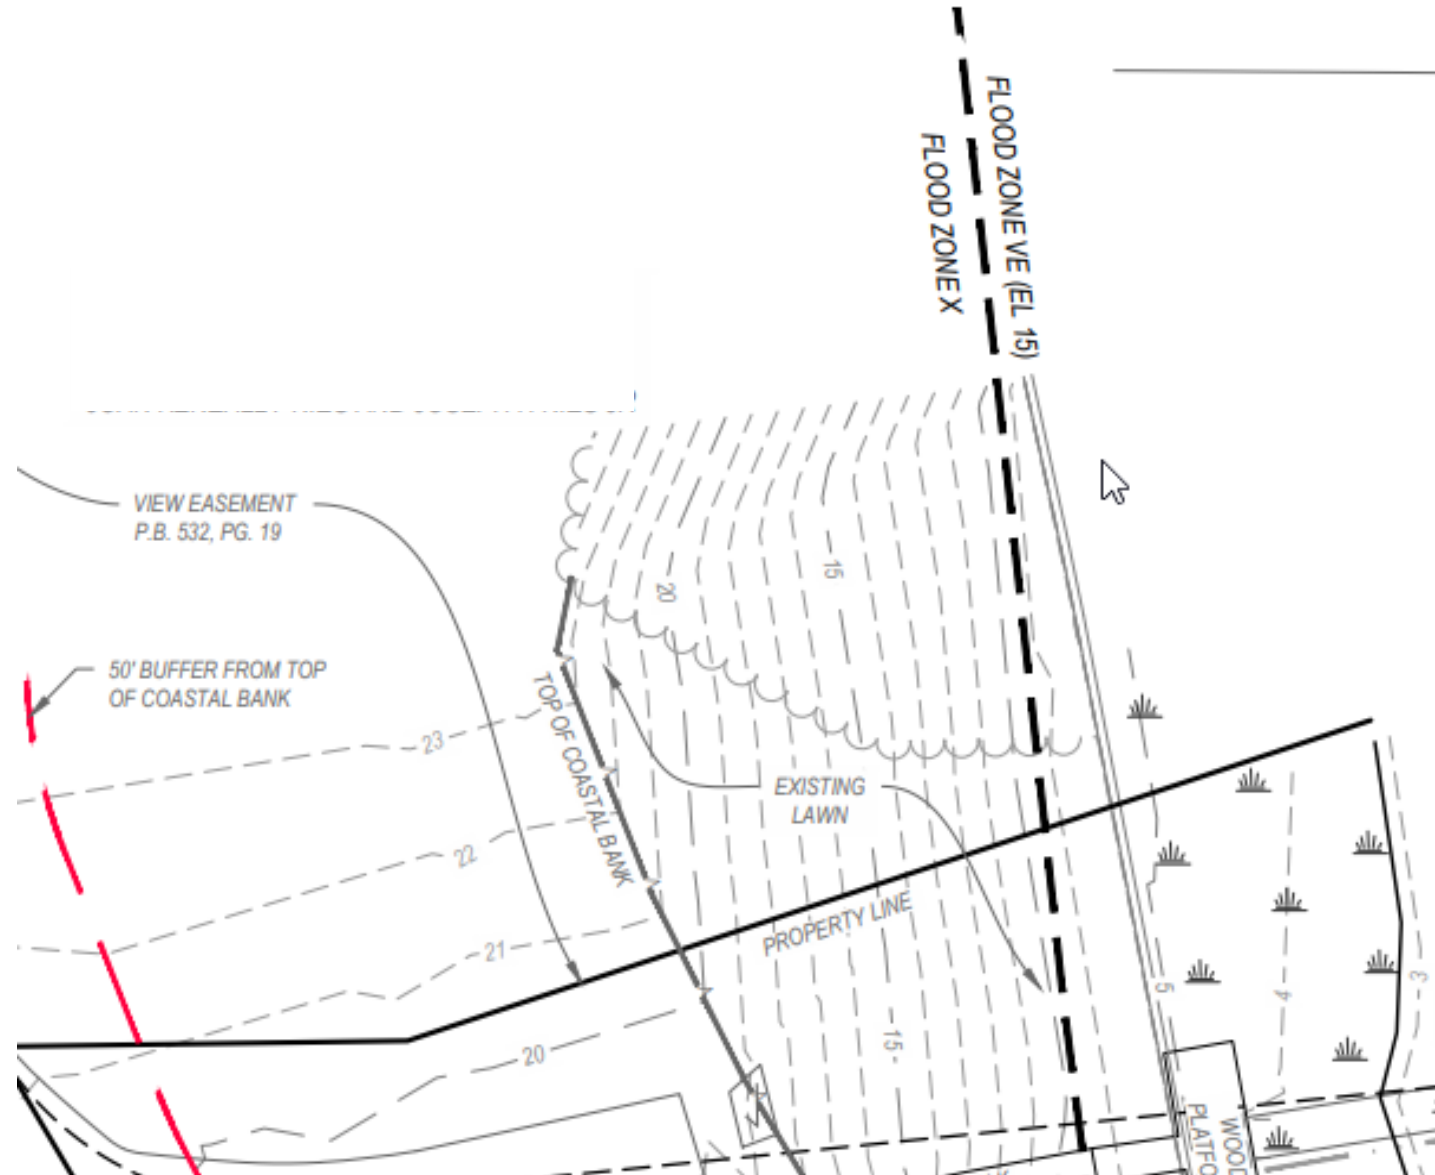 FLOOD ZONE VE (EL 15)
FLOOD ZONE X
VIEW EASEMENT
P.B. 532, PG. 19
15
20
50' BUFFER FROM TOP
OF COASTAL BANK
TOP OF COASTAL BANK
23
EXISTING
LAWN
22
PROPERTY LINE
21
20
15
5
4
3
WOOD
PLATFO